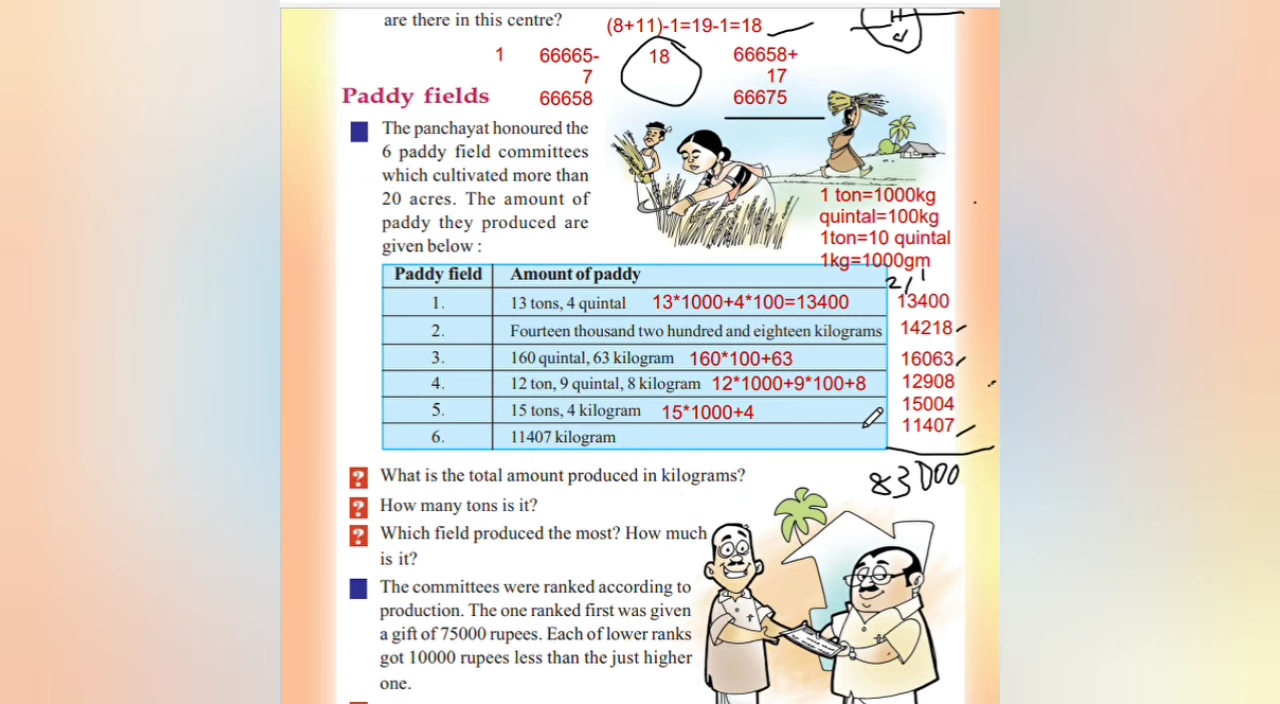 are there in this centre? (8+11)-1=19-1=18
1 66665- 18 66658+
7 17
66658 66675
Paddy fields
The panchayat honoured the
6 paddy field committees
which cultivated more than
20 acres. The amount of
paddy they produced are
given below :
1 ton=1000kg
quintal=100kg
1ton=10 quintal
1kg=1000gm
Paddy field Amount of paddy
1. 13 tons, 4 quintal 13*1000+4*100=13400 13400
2. Fourteen thousand two hundred and eighteen kilograms 14218
3. 160 quintal, 63 kilogram 160*100+63 16063
4. 12 ton, 9 quintal, 8 kilogram 12*1000+9*100+8 12908
5. 15 tons, 4 kilogram 15*1000+4 15004
6. 11407 kilogram 11407
83000
? What is the total amount produced in kilograms?
? How many tons is it?
? Which field produced the most? How much
is it?
The committees were ranked according to
production. The one ranked first was given
a gift of 75000 rupees. Each of lower ranks
got 10000 rupees less than the just higher
one.